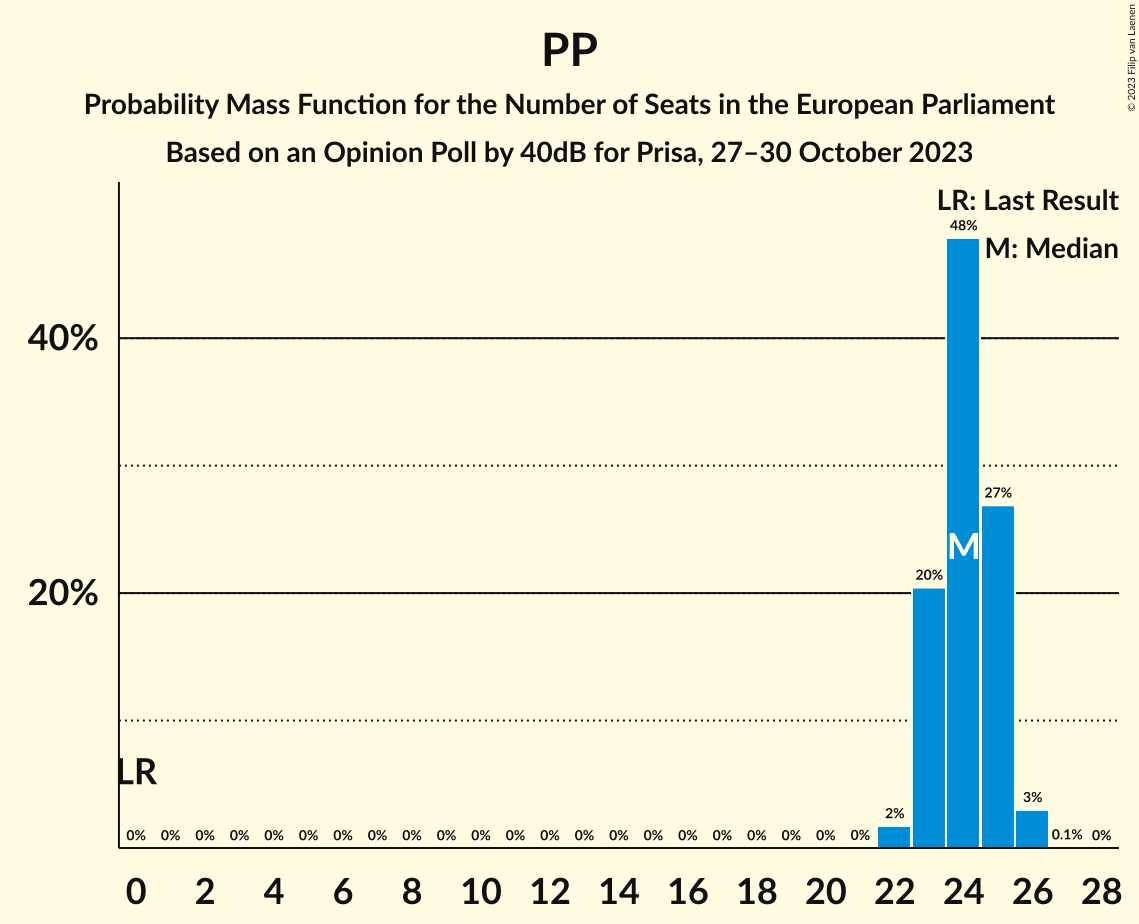 PP
Probability Mass Function for the Number of Seats in the European Parliament
Based on an Opinion Poll by 40dB for Prisa, 27–30 October 2023
© 2023 Filip van Laenen
LR: Last Result
M: Median
48%
40%
27%
M
20%
20%
LR
3%
2%
0% 0% 0% 0% 0% 0% 0% 0% 0% 0% 0% 0% 0% 0% 0% 0% 0% 0% 0% 0% 0% 0% 0.1% 0%
0 2 4 6 8 10 12 14 16 18 20 22 24 26 28